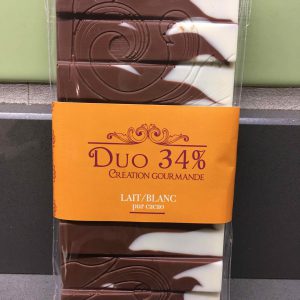 DUO 34%
CREATION GOURMANDE
LAIT/BLANC
pur cacao